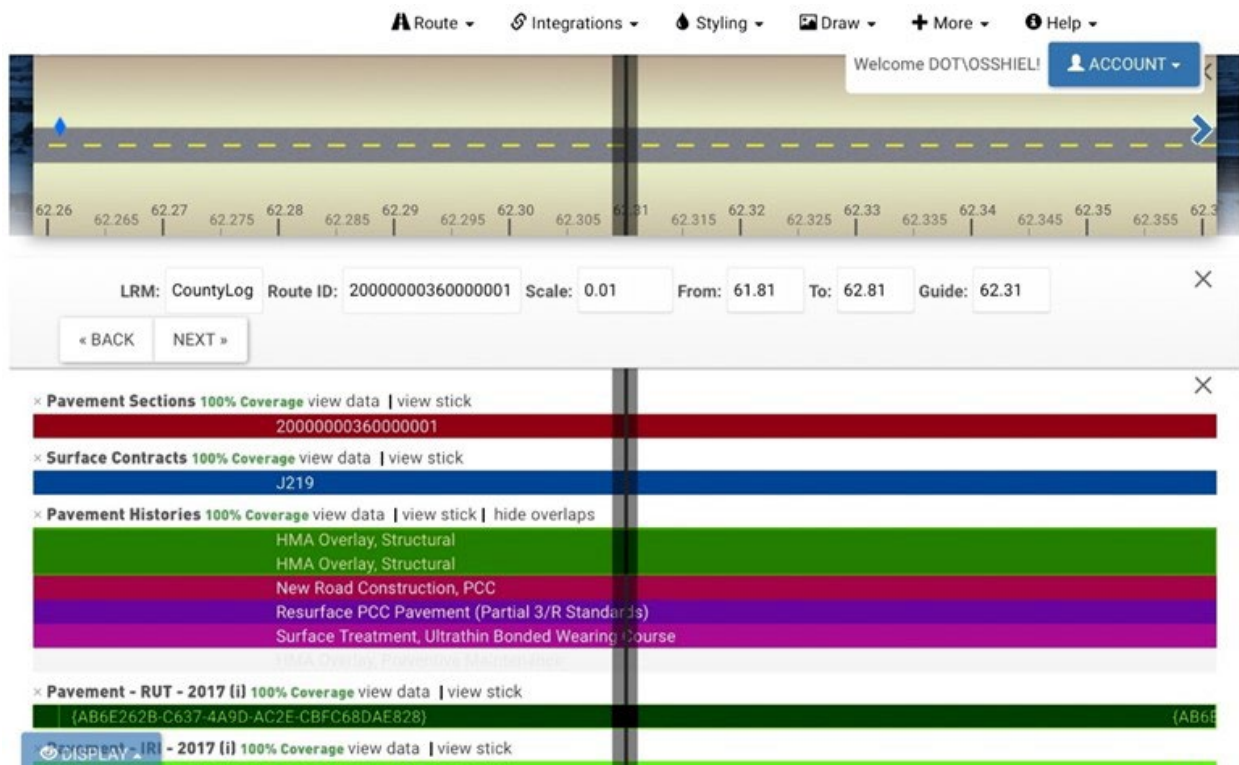 Route Integrations Styling Draw More Help
Welcome DOT\OSSHIEL! ACCOUNT
62.26 62.265 62.27 62.275 62.28 62.285 62.29 62.295 62.30 62.305 62.31 62.315 62.32 62.325 62.33 62.335 62.34 62.345 62.35 62.355 62.3
LRM: CountyLog Route ID: 20000000360000001 Scale: 0.01 From: 61.81 To: 62.81 Guide: 62.31
« BACK NEXT »
× Pavement Sections 100% Coverage view data | view stick
20000000360000001
× Surface Contracts 100% Coverage view data | view stick
J219
× Pavement Histories 100% Coverage view data | view stick | hide overlaps
HMA Overlay, Structural
HMA Overlay, Structural
New Road Construction, PCC
Resurface PCC Pavement (Partial 3/R Standards)
Surface Treatment, Ultrathin Bonded Wearing Course
HMA Overlay, Preventive Maintenance
× Pavement - RUT - 2017 (i) 100% Coverage view data | view stick
{AB6E262B-C637-4A9D-AC2E-CBFC68DAE828} {AB6E
× Pavement - IRI - 2017 (i) 100% Coverage view data | view stick
DISPLAY